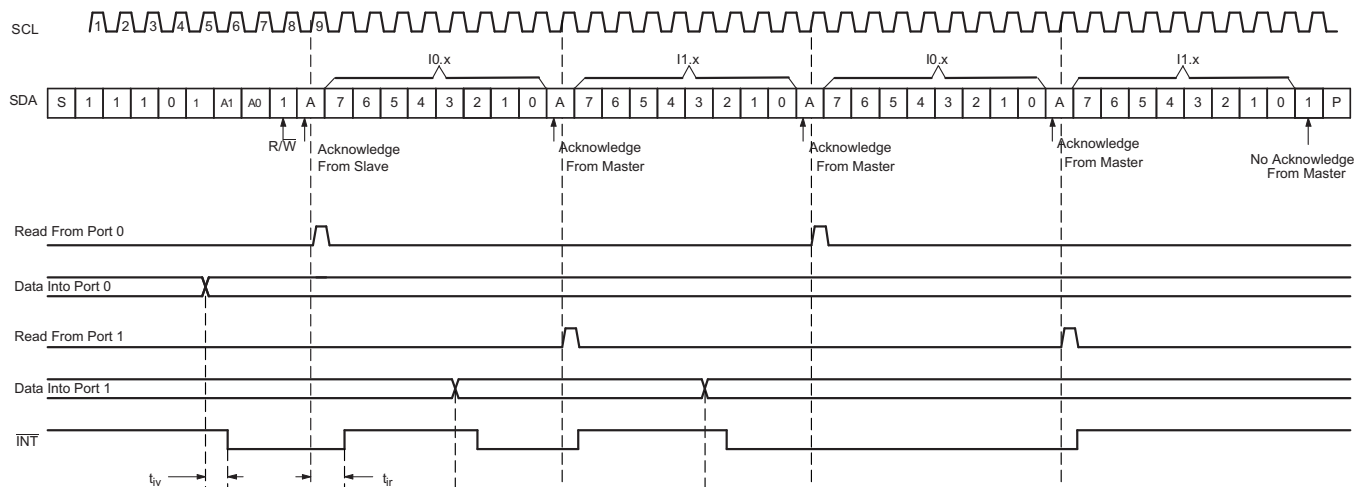 SCL 1 2 3 4 5 6 7 8 9
I0.x I1.x I0.x I1.x
SDA S 1 1 1 0 1 A1 A0 1 A 7 6 5 4 3 2 1 0 A 7 6 5 4 3 2 1 0 A 7 6 5 4 3 2 1 0 A 7 6 5 4 3 2 1 0 1 P
R/W
Acknowledge
From Slave
Acknowledge
From Master
Acknowledge
From Master
Acknowledge
From Master
No Acknowledge
From Master
Read From Port 0
Data Into Port 0
Read From Port 1
Data Into Port 1
INT
tiv tir